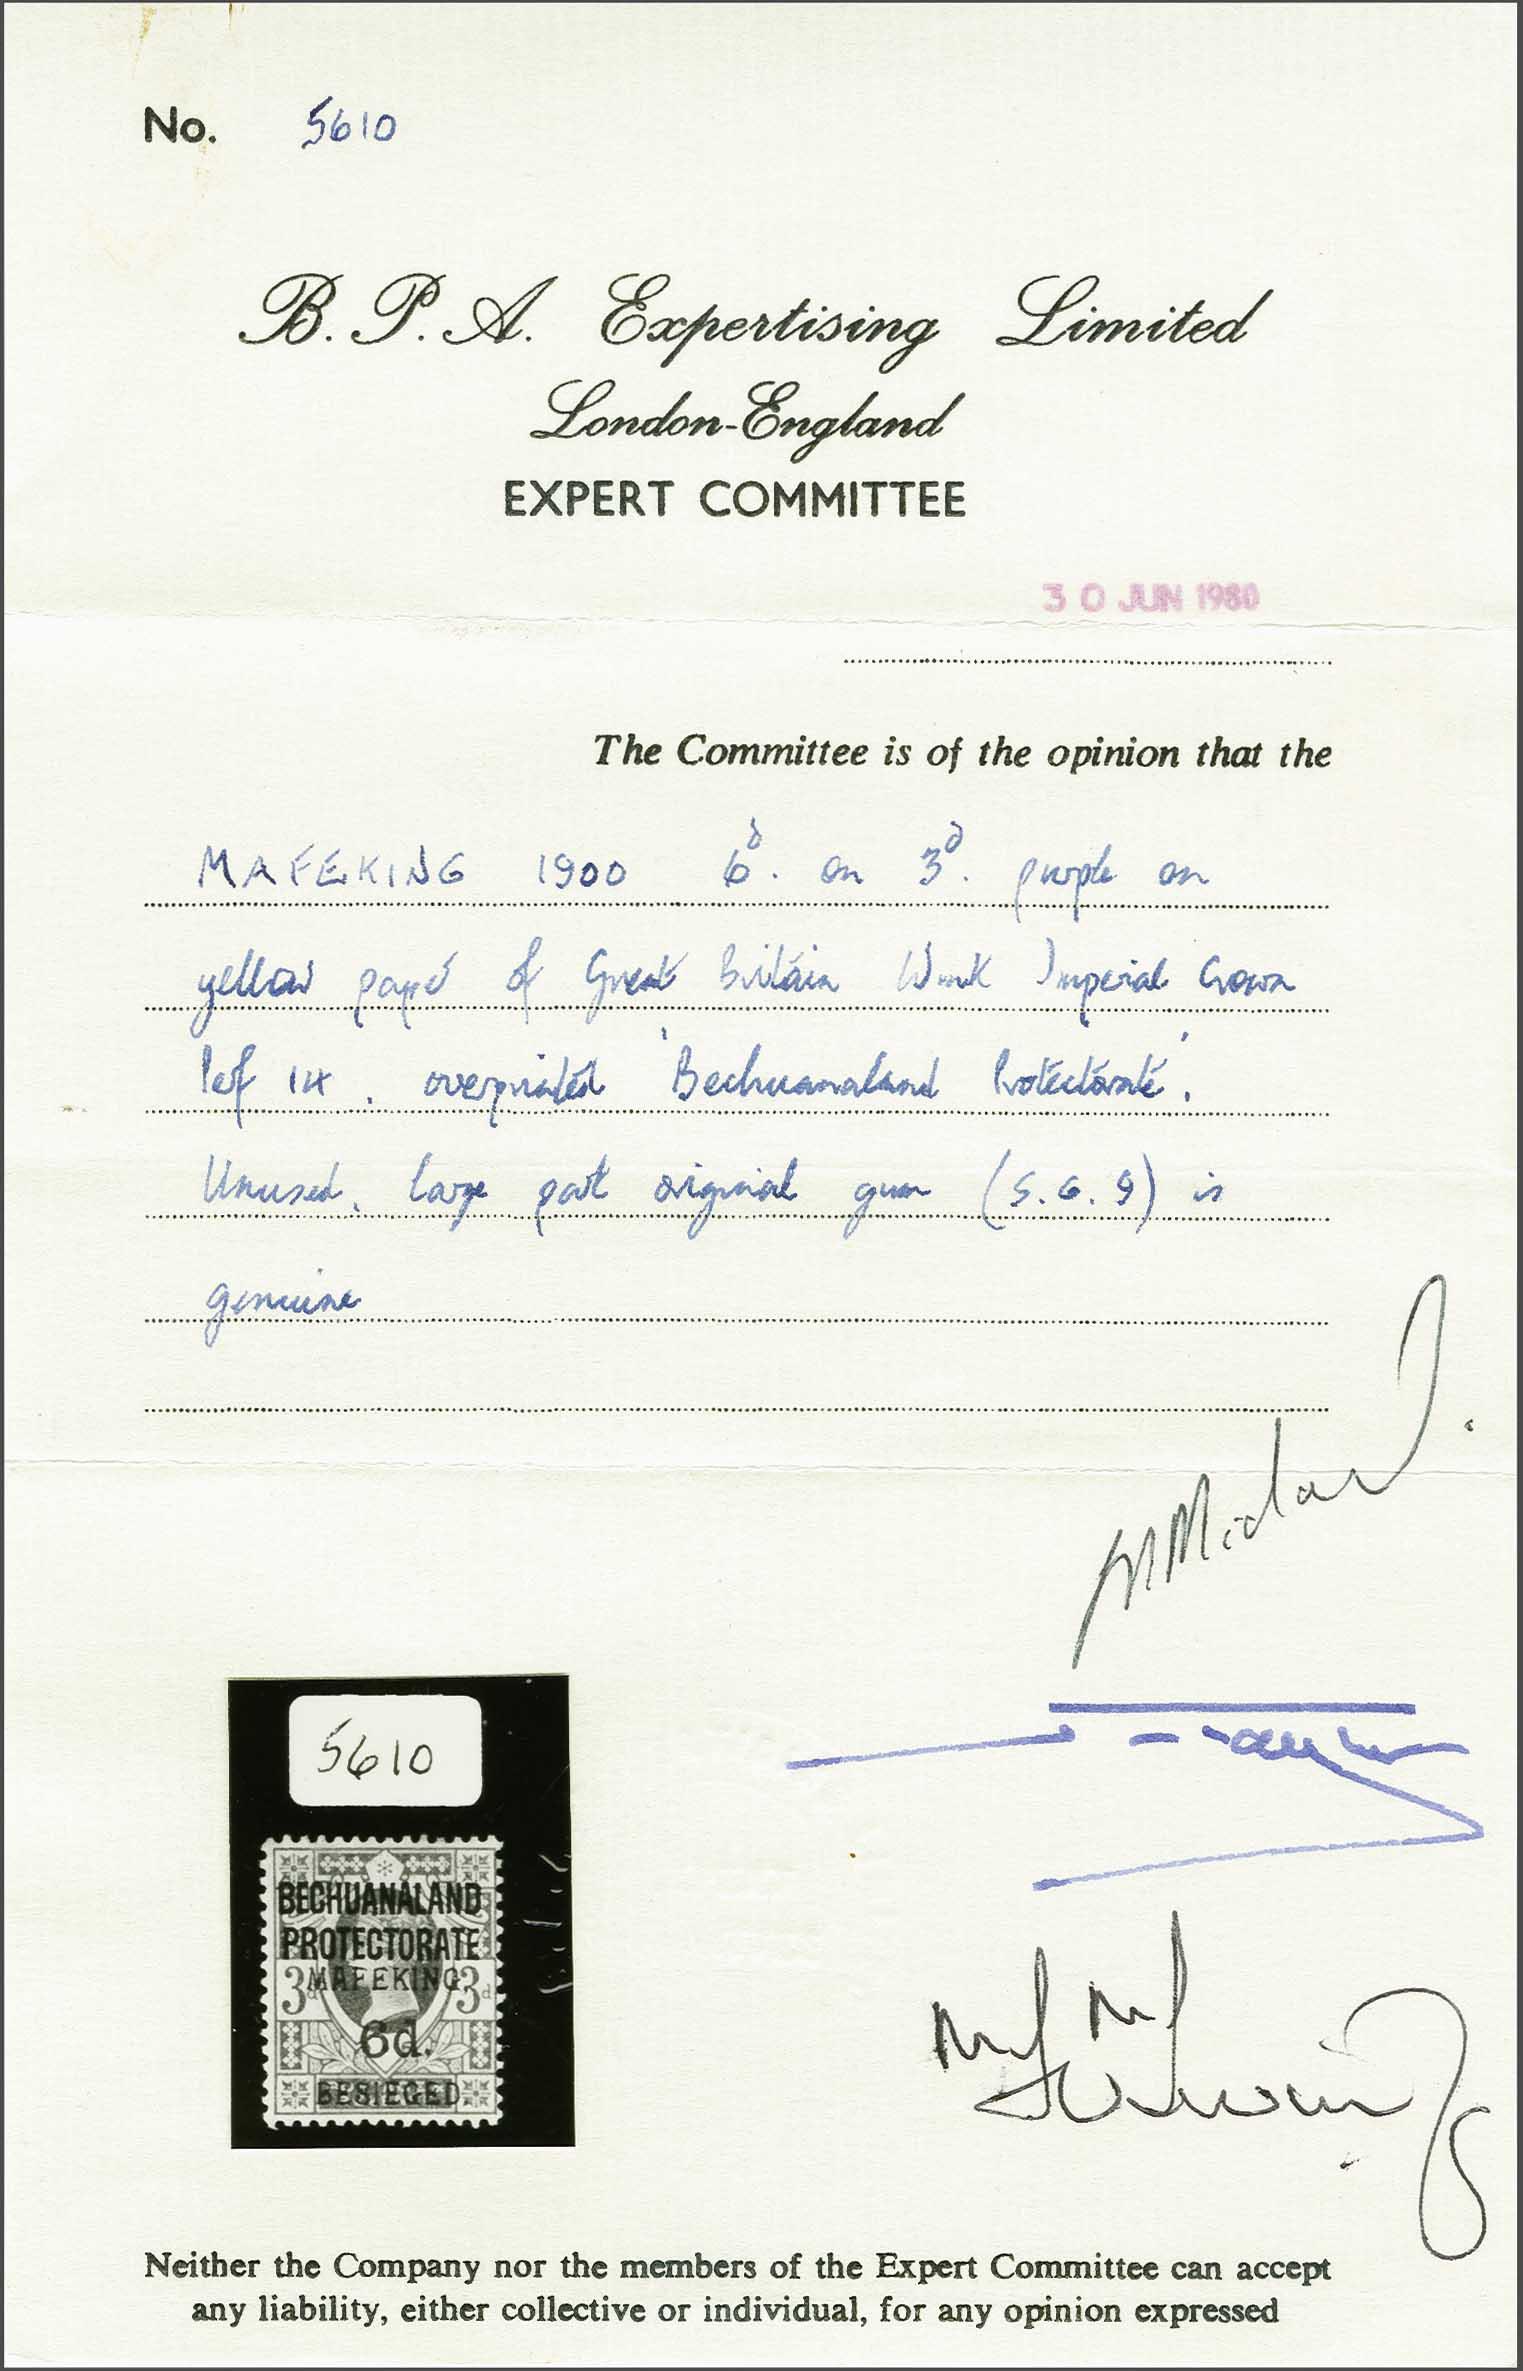 No. 5610
B. P. A. Expertising Limited
London-England
EXPERT COMMITTEE
30 JUN 1980
The Committee is of the opinion that the
MAFEKING 1900 6d. on 3d. purple on
yellow paper of Great Britain Wmk Imperial Crown
Perf 14. overprinted 'Bechuanaland Protectorate'.
Unused, large part original gum (S.G.9) is
genuine
5610
BECHUANALAND
PROTECTORATE
3d MAFEKING, 3d
6d.
BESIEGED
Neither the Company nor the members of the Expert Committee can accept
any liability, either collective or individual, for any opinion expressed